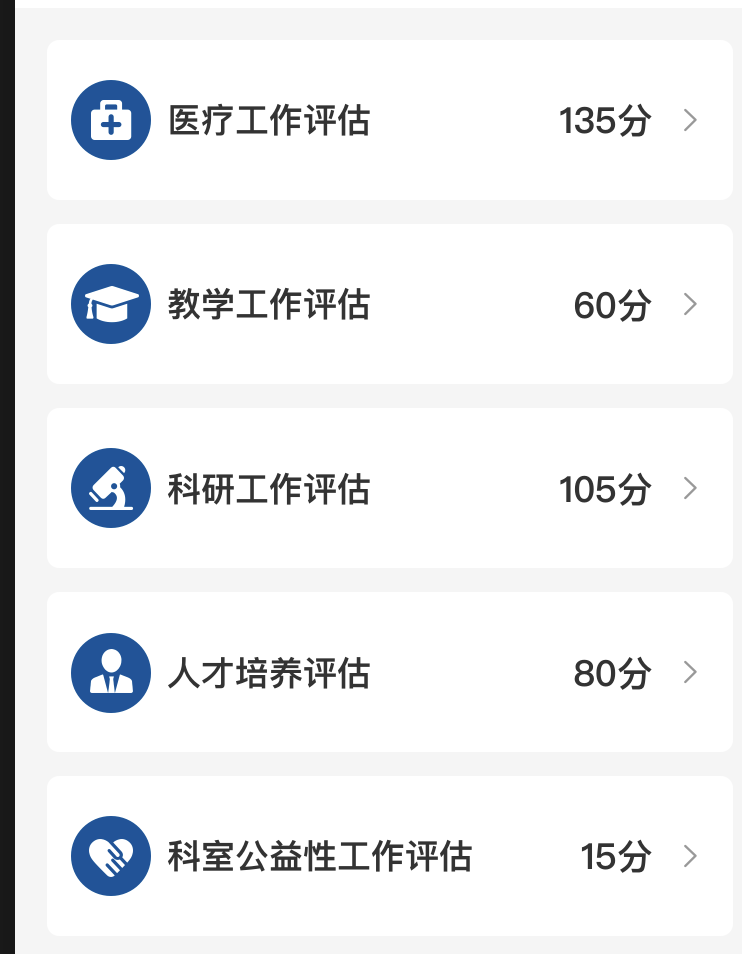 医疗工作评估 135分
教学工作评估 60分
科研工作评估 105分
人才培养评估 80分
科室公益性工作评估 15分